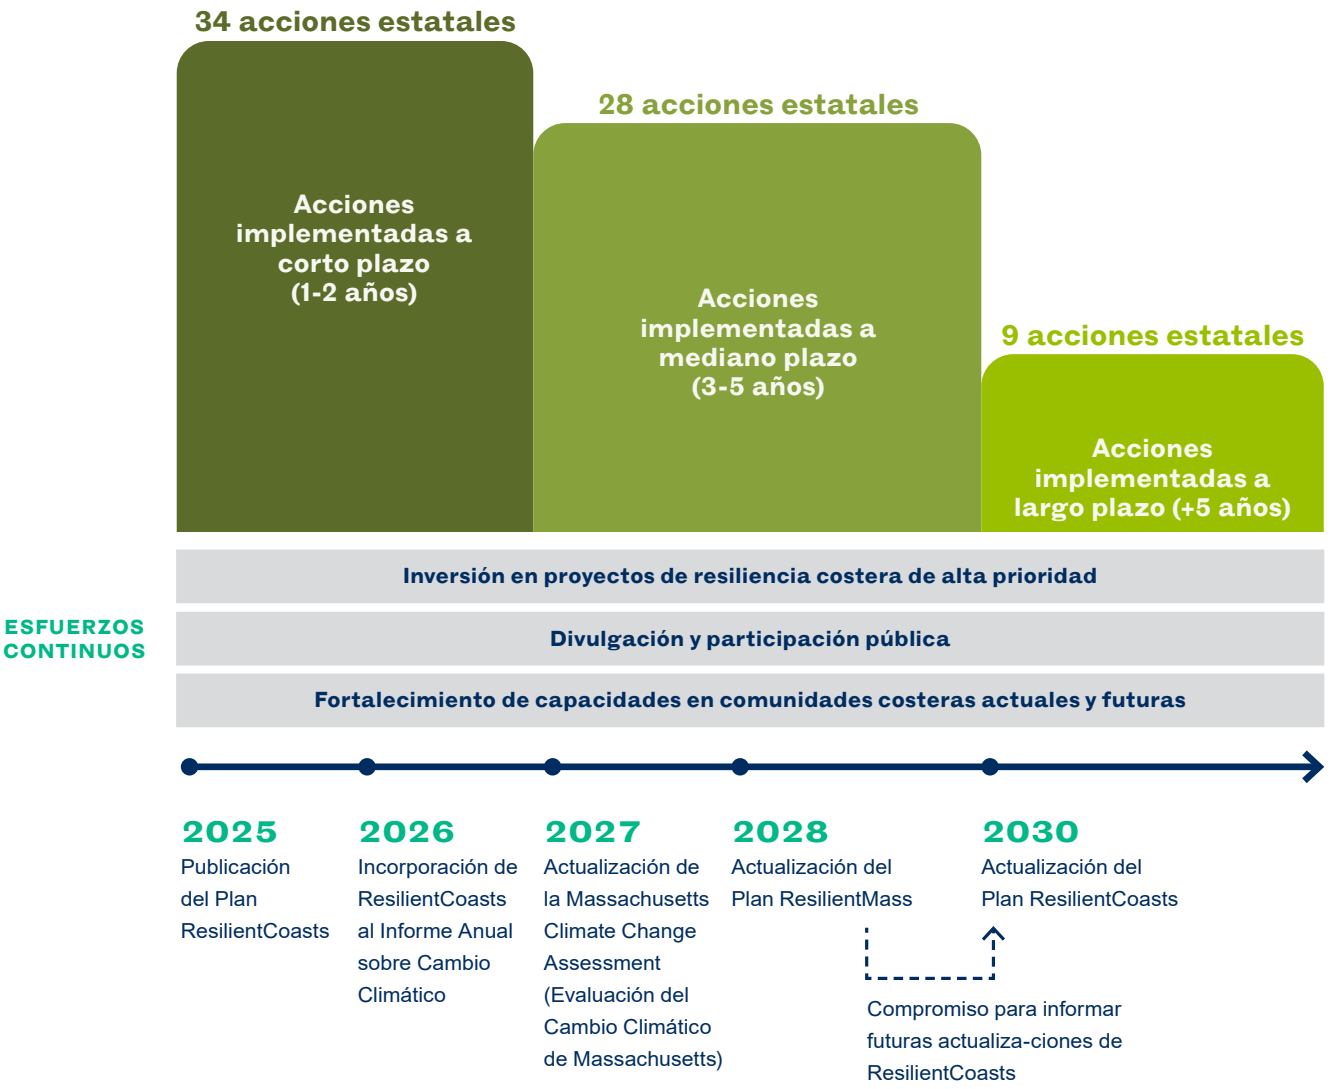 34 acciones estatales
Acciones
implementadas a
corto plazo
(1-2 años)
28 acciones estatales
Acciones
implementadas a
mediano plazo
(3-5 años)
9 acciones estatales
Acciones
implementadas a
largo plazo (+5 años)
ESFUERZOS
CONTINUOS
Inversión en proyectos de resiliencia costera de alta prioridad
Divulgación y participación pública
Fortalecimiento de capacidades en comunidades costeras actuales y futuras
2025
Publicación
del Plan
ResilientCoasts
2026
Incorporación de
ResilientCoasts
al Informe Anual
sobre Cambio
Climático
2027
Actualización de
la Massachusetts
Climate Change
Assessment
(Evaluación del
Cambio Climático
de Massachusetts)
2028
Actualización del
Plan ResilientMass
2030
Actualización del
Plan ResilientCoasts
Compromiso para informar
futuras actualiza-ciones de
ResilientCoasts